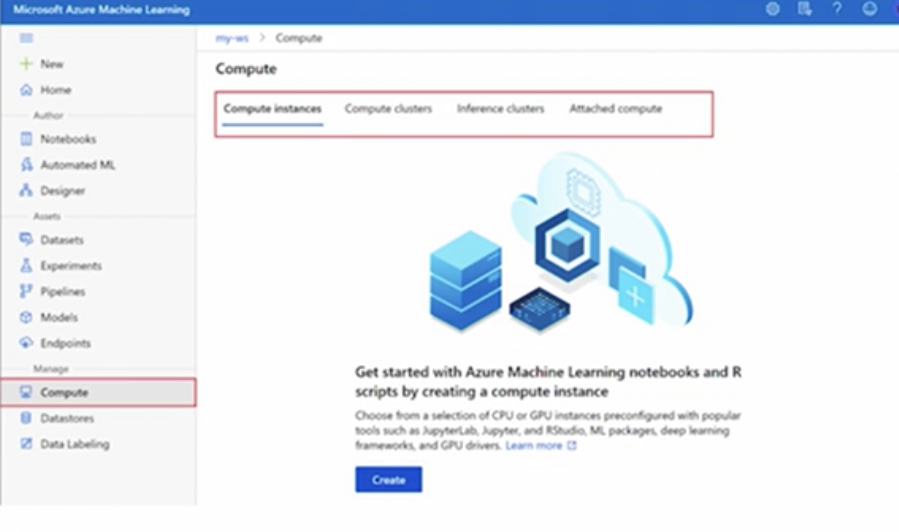 Microsoft Azure Machine Learning
New
Home
Author
Notebooks
Automated ML
Designer
Assets
Datasets
Experiments
Pipelines
Models
Endpoints
Manage
Compute
Datastores
Data Labeling
my-ws > Compute
Compute
Compute instances Compute clusters Inference clusters Attached compute
Get started with Azure Machine Learning notebooks and R
scripts by creating a compute instance
Choose from a selection of CPU or GPU instances preconfigured with popular
tools such as JupyterLab, Jupyter, and RStudio, ML packages, deep learning
frameworks, and GPU drivers. Learn more
Create